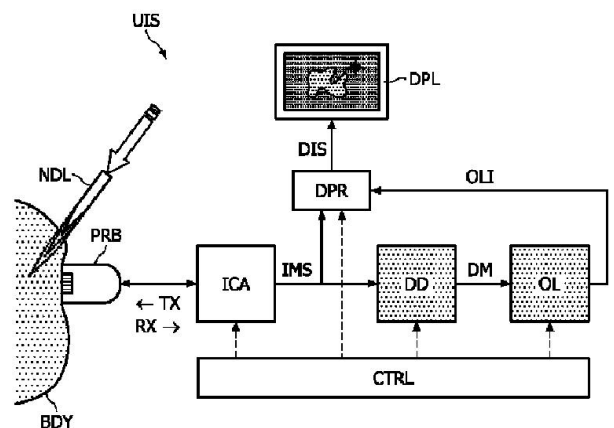 UIS
DPL
DIS
NDL
DPR
OLI
PRB
ICA
IMS
DD
DM
OL
← TX
RX →
CTRL
BDY